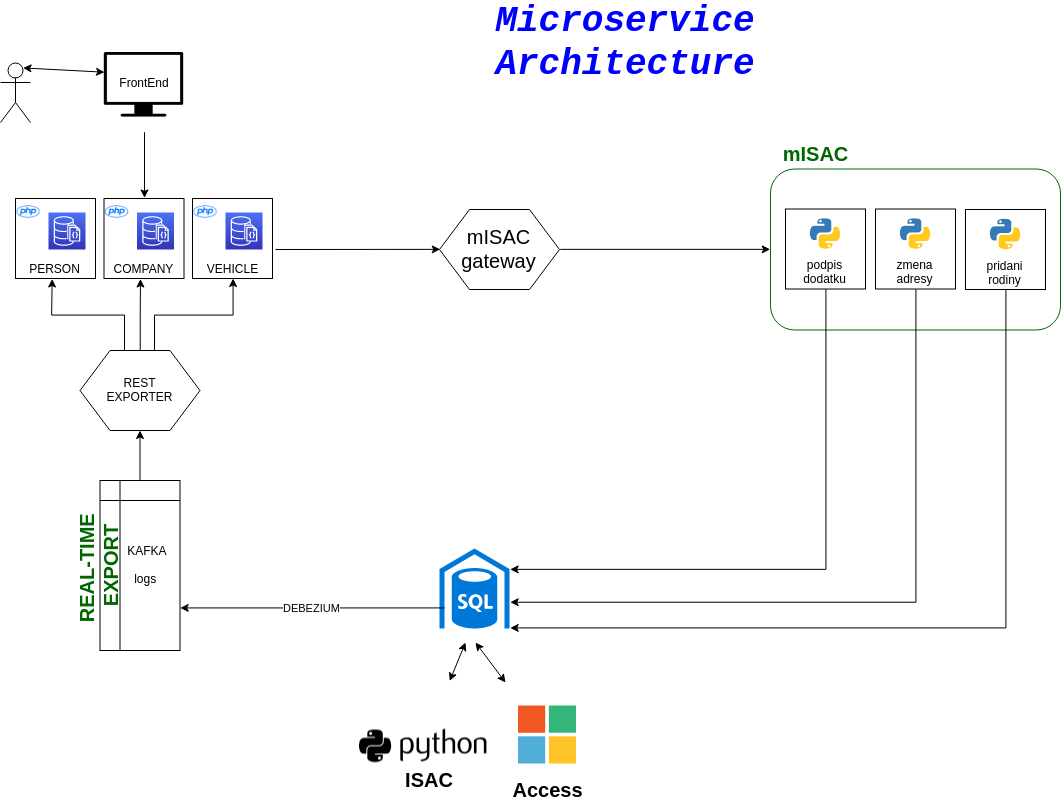 Microservice
Architecture
FrontEnd
mISAC
php
php
php
PERSON
COMPANY
VEHICLE
mISAC
gateway
podpis
dodatku
zmena
adresy
pridani
rodiny
REST
EXPORTER
REAL-TIME
EXPORT
KAFKA
logs
DEBEZIUM
SQL
python
ISAC
Access